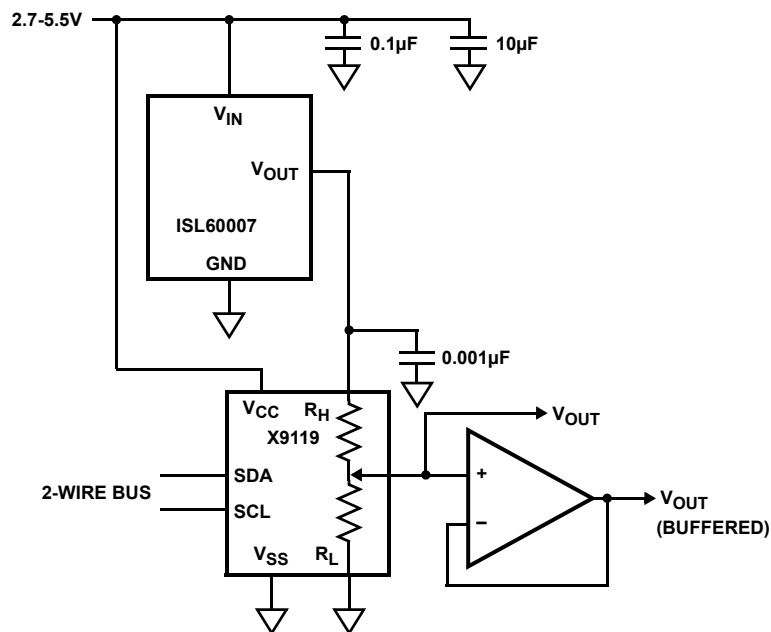 2.7-5.5V
0.1µF
10µF
VIN
VOUT
ISL60007
GND
0.001µF
VCC
RH
X9119
VOUT
2-WIRE BUS
SDA
SCL
+
−
VOUT
(BUFFERED)
VSS
RL